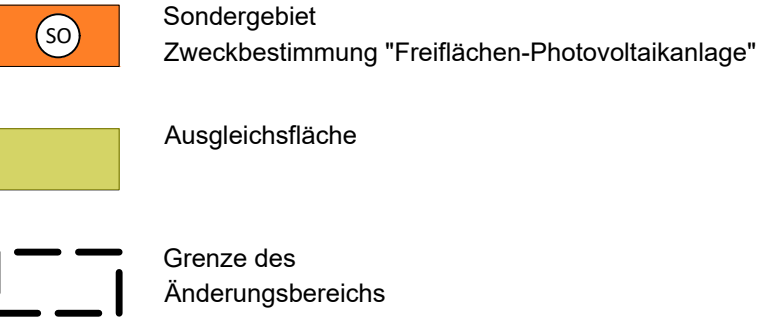 SO
Sondergebiet
Zweckbestimmung "Freiflächen-Photovoltaikanlage"
Ausgleichsfläche
Grenze des
Änderungsbereichs